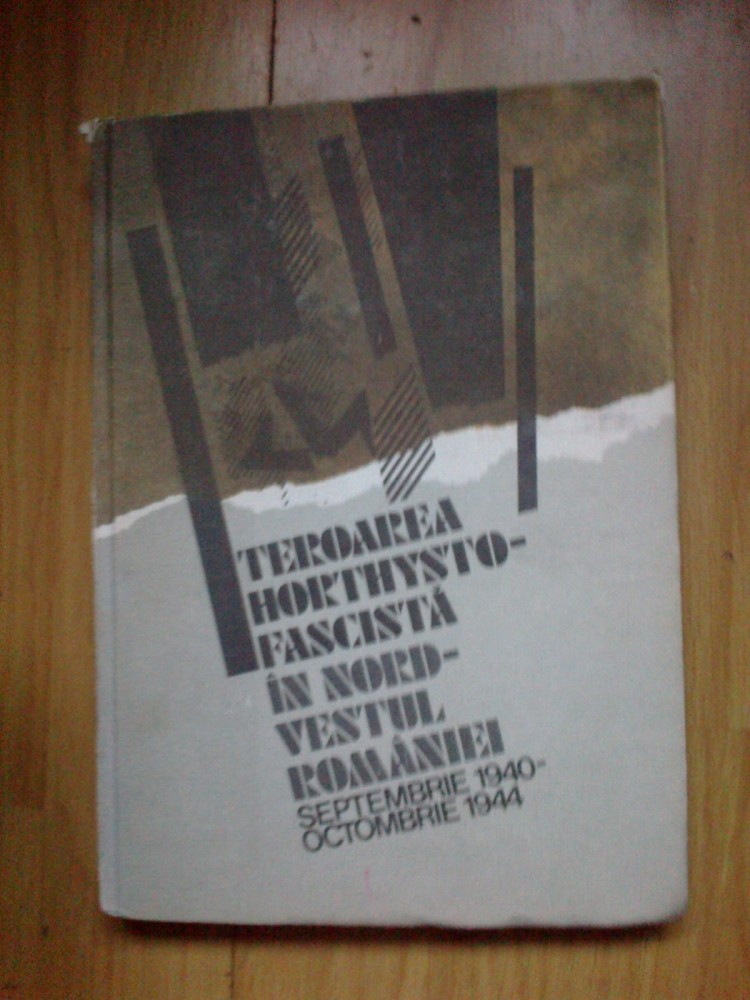 TEROAREA
HORTHYSTO-
FASCISTĂ
ÎN NORD-
VESTUL
ROMÂNIEI
SEPTEMBRIE 1940-
OCTOMBRIE 1944